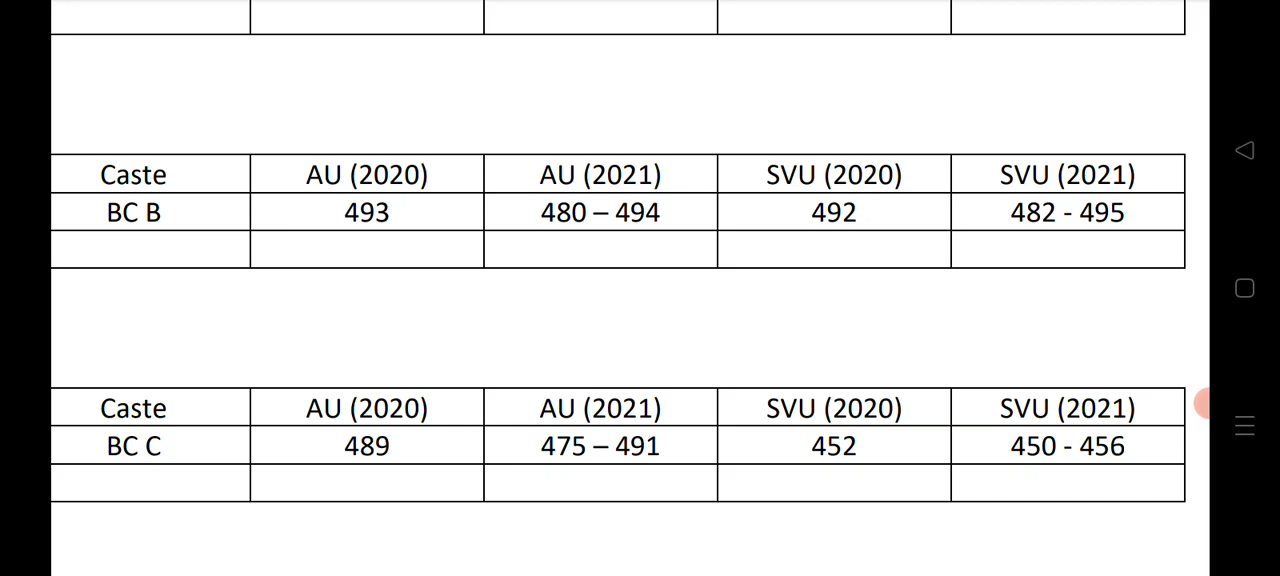 Caste AU (2020) AU (2021) SVU (2020) SVU (2021)
BC B 493 480 – 494 492 482 - 495
Caste AU (2020) AU (2021) SVU (2020) SVU (2021)
BC C 489 475 – 491 452 450 - 456